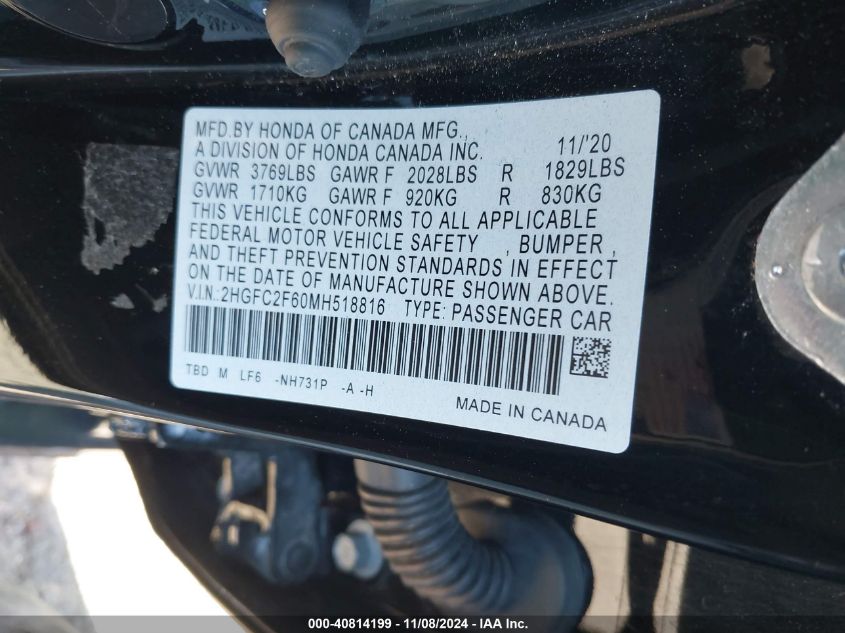 MFD.BY HONDA OF CANADA MFG.,
A DIVISION OF HONDA CANADA INC. 11/'20
GVWR 3769LBS GAWR F 2028LBS R 1829LBS
GVWR 1710KG GAWR F 920KG R 830KG
THIS VEHICLE CONFORMS TO ALL APPLICABLE
FEDERAL MOTOR VEHICLE SAFETY , BUMPER ,
AND THEFT PREVENTION STANDARDS IN EFFECT
ON THE DATE OF MANUFACTURE SHOWN ABOVE.
V.I.N.:2HGFC2F60MH518816 TYPE: PASSENGER CAR
TBD M LF6 -NH731P -A -H
MADE IN CANADA
000-40814199 - 11/08/2024 - IAA Inc.